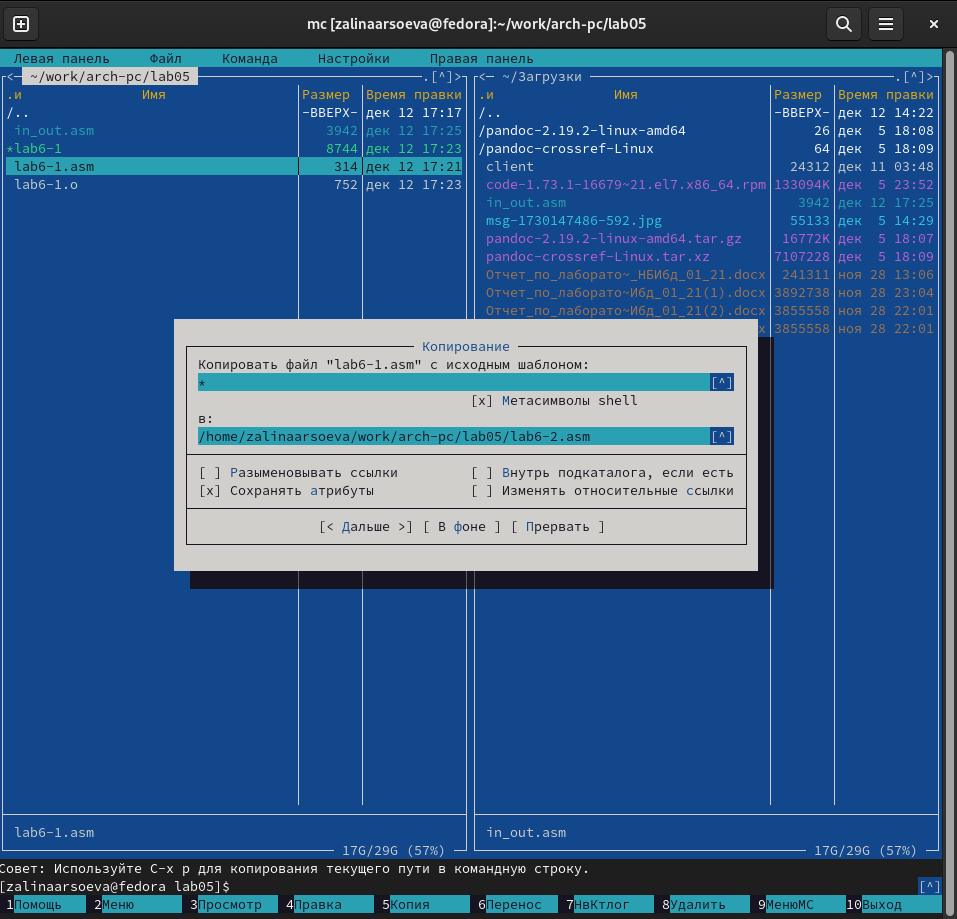 mc [zalinaarsoeva@fedora]:~/work/arch-pc/lab05
Левая панель Файл Команда Настройки Правая панель
<— ~/work/arch-pc/lab05 .[^]> <— ~/Загрузки .[^]>
.и Имя Размер Время правки .и Имя Размер Время правки
/.. -ВВЕРХ- дек 12 17:17 /.. -ВВЕРХ- дек 12 14:22
in_out.asm 3942 дек 12 17:25 /pandoc-2.19.2-linux-amd64 26 дек 5 18:08
*lab6-1 8744 дек 12 17:23 /pandoc-crossref-Linux 64 дек 5 18:09
lab6-1.asm 314 дек 12 17:21 client 24312 дек 11 03:48
lab6-1.o 752 дек 12 17:23 code-1.73.1-16679~21.el7.x86_64.rpm 133094K дек 5 23:52
in_out.asm 3942 дек 12 17:25
msg-1730147486-592.jpg 55133 дек 5 14:29
pandoc-2.19.2-linux-amd64.tar.gz 16772K дек 5 18:07
pandoc-crossref-Linux.tar.xz 7107228 дек 5 18:09
Отчет_по_лаборато~_НБИбд_01_21.docx 241311 ноя 28 13:06
Отчет_по_лаборато~Ибд_01_21(1).docx 3892738 ноя 28 23:04
Отчет_по_лаборато~Ибд_01_21(2).docx 3855558 ноя 28 22:01
x 3855558 ноя 28 22:01
Копирование
Копировать файл "lab6-1.asm" с исходным шаблоном:
* [^]
[x] Метасимволы shell
в:
/home/zalinaarsoeva/work/arch-pc/lab05/lab6-2.asm [^]
[ ] Разыменовывать ссылки [ ] Внутрь подкаталога, если есть
[x] Сохранять атрибуты [ ] Изменять относительные ссылки
[< Дальше >] [ В фоне ] [ Прервать ]
lab6-1.asm in_out.asm
17G/29G (57%) 17G/29G (57%)
Совет: Используйте C-x p для копирования текущего пути в командную строку.
[zalinaarsoeva@fedora lab05]$ [^]
1Помощь 2Меню 3Просмотр 4Правка 5Копия 6Перенос 7НвКтлог 8Удалить 9МенюMC 10Выход